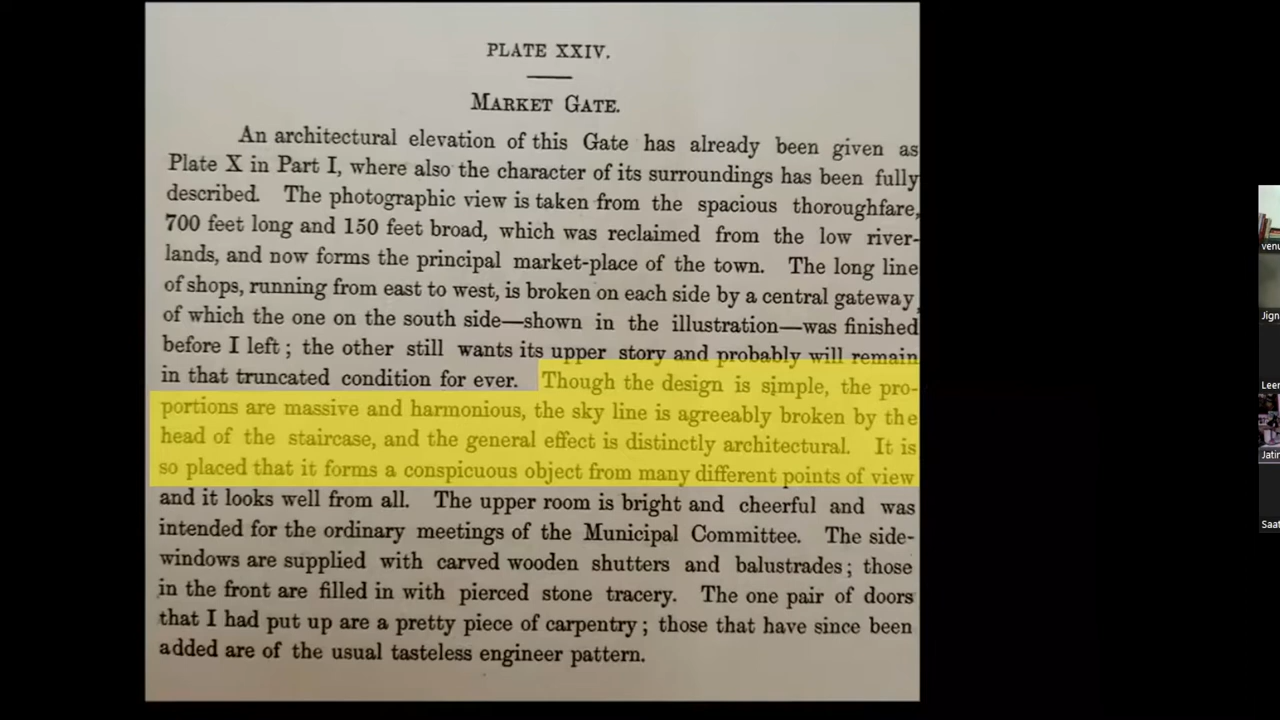 PLATE XXIV.
MARKET GATE.
An architectural elevation of this Gate has already been given as
Plate X in Part I, where also the character of its surroundings has been fully
described. The photographic view is taken from the spacious thoroughfare,
700 feet long and 150 feet broad, which was reclaimed from the low river-
lands, and now forms the principal market-place of the town. The long line
of shops, running from east to west, is broken on each side by a central gateway,
of which the one on the south side—shown in the illustration—was finished
before I left; the other still wants its upper story and probably will remain
in that truncated condition for ever. Though the design is simple, the pro-
portions are massive and harmonious, the sky line is agreeably broken by the
head of the staircase, and the general effect is distinctly architectural. It is
so placed that it forms a conspicuous object from many different points of view
and it looks well from all. The upper room is bright and cheerful and was
intended for the ordinary meetings of the Municipal Committee. The side-
windows are supplied with carved wooden shutters and balustrades; those
in the front are filled in with pierced stone tracery. The one pair of doors
that I had put up are a pretty piece of carpentry; those that have since been
added are of the usual tasteless engineer pattern.
venu
Jign
Leen
Jatin
Saat